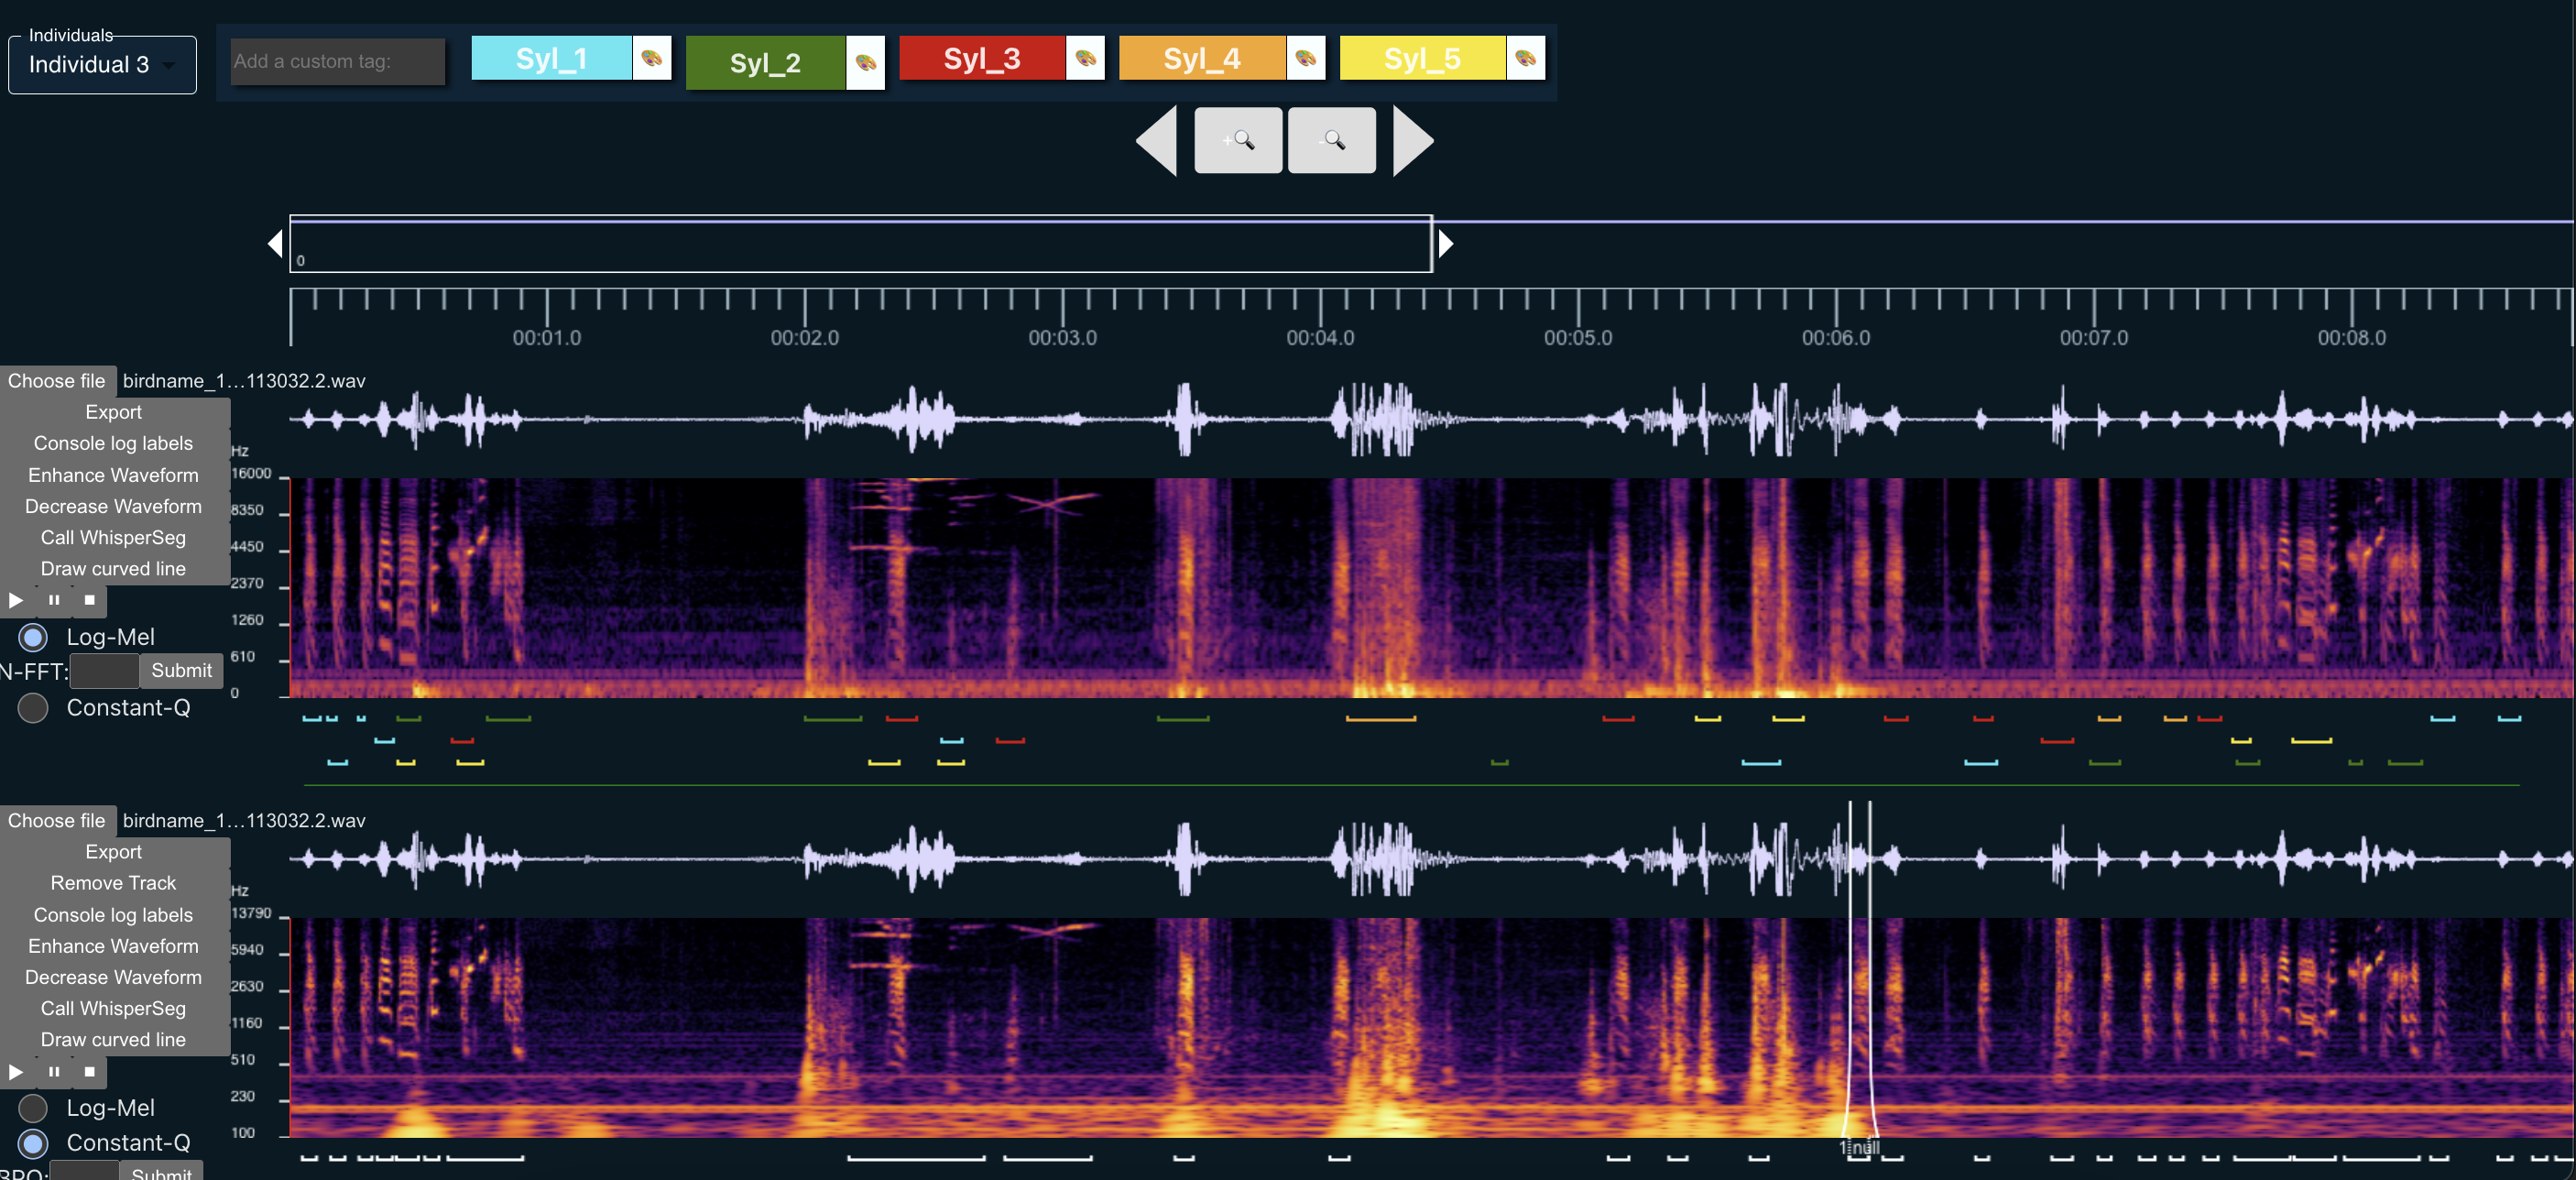 Individuals
Individual 3
Add a custom tag:
Syl_1
Syl_2
Syl_3
Syl_4
Syl_5
+
-
0
00:01.0 00:02.0 00:03.0 00:04.0 00:05.0 00:06.0 00:07.0 00:08.0
Choose file birdname_1…113032.2.wav
Export
Console log labels
Enhance Waveform
Decrease Waveform
Call WhisperSeg
Draw curved line
Log-Mel
N-FFT: Submit
Constant-Q
Hz
16000
8350
4450
2370
1260
610
0
Choose file birdname_1…113032.2.wav
Export
Remove Track
Console log labels
Enhance Waveform
Decrease Waveform
Call WhisperSeg
Draw curved line
Log-Mel
Constant-Q
BPO: Submit
Hz
13790
5940
2630
1160
510
230
100